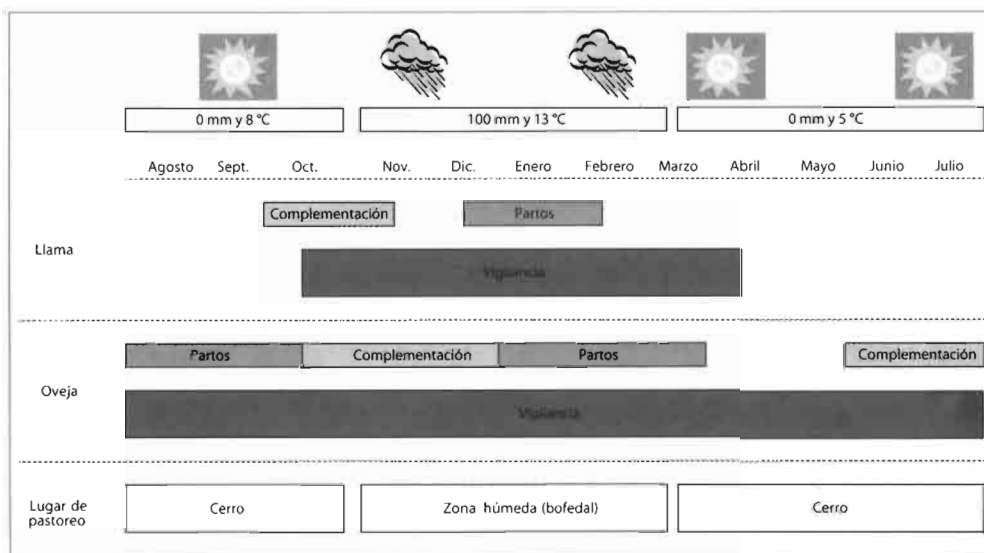 0 mm y 8 °C 100 mm y 13 °C 0 mm y 5 °C
Agosto Sept. Oct. Nov. Dic. Enero Febrero Marzo Abril Mayo Junio Julio
Complementación Partos
Llama
Vigilancia
Partos Complementación Partos Complementación
Oveja
Vigilancia
Lugar de
pastoreo
Cerro Zona húmeda (bofedal) Cerro